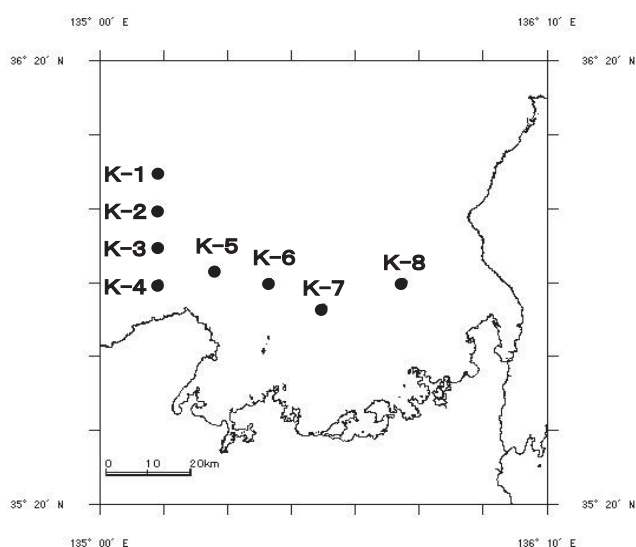 135° 00′ E 136° 10′ E
36° 20′ N 36° 20′ N
K-1
K-2
K-3
K-4
K-5
K-6
K-7
K-8
0 10 20km
35° 20′ N 35° 20′ N
135° 00′ E 136° 10′ E